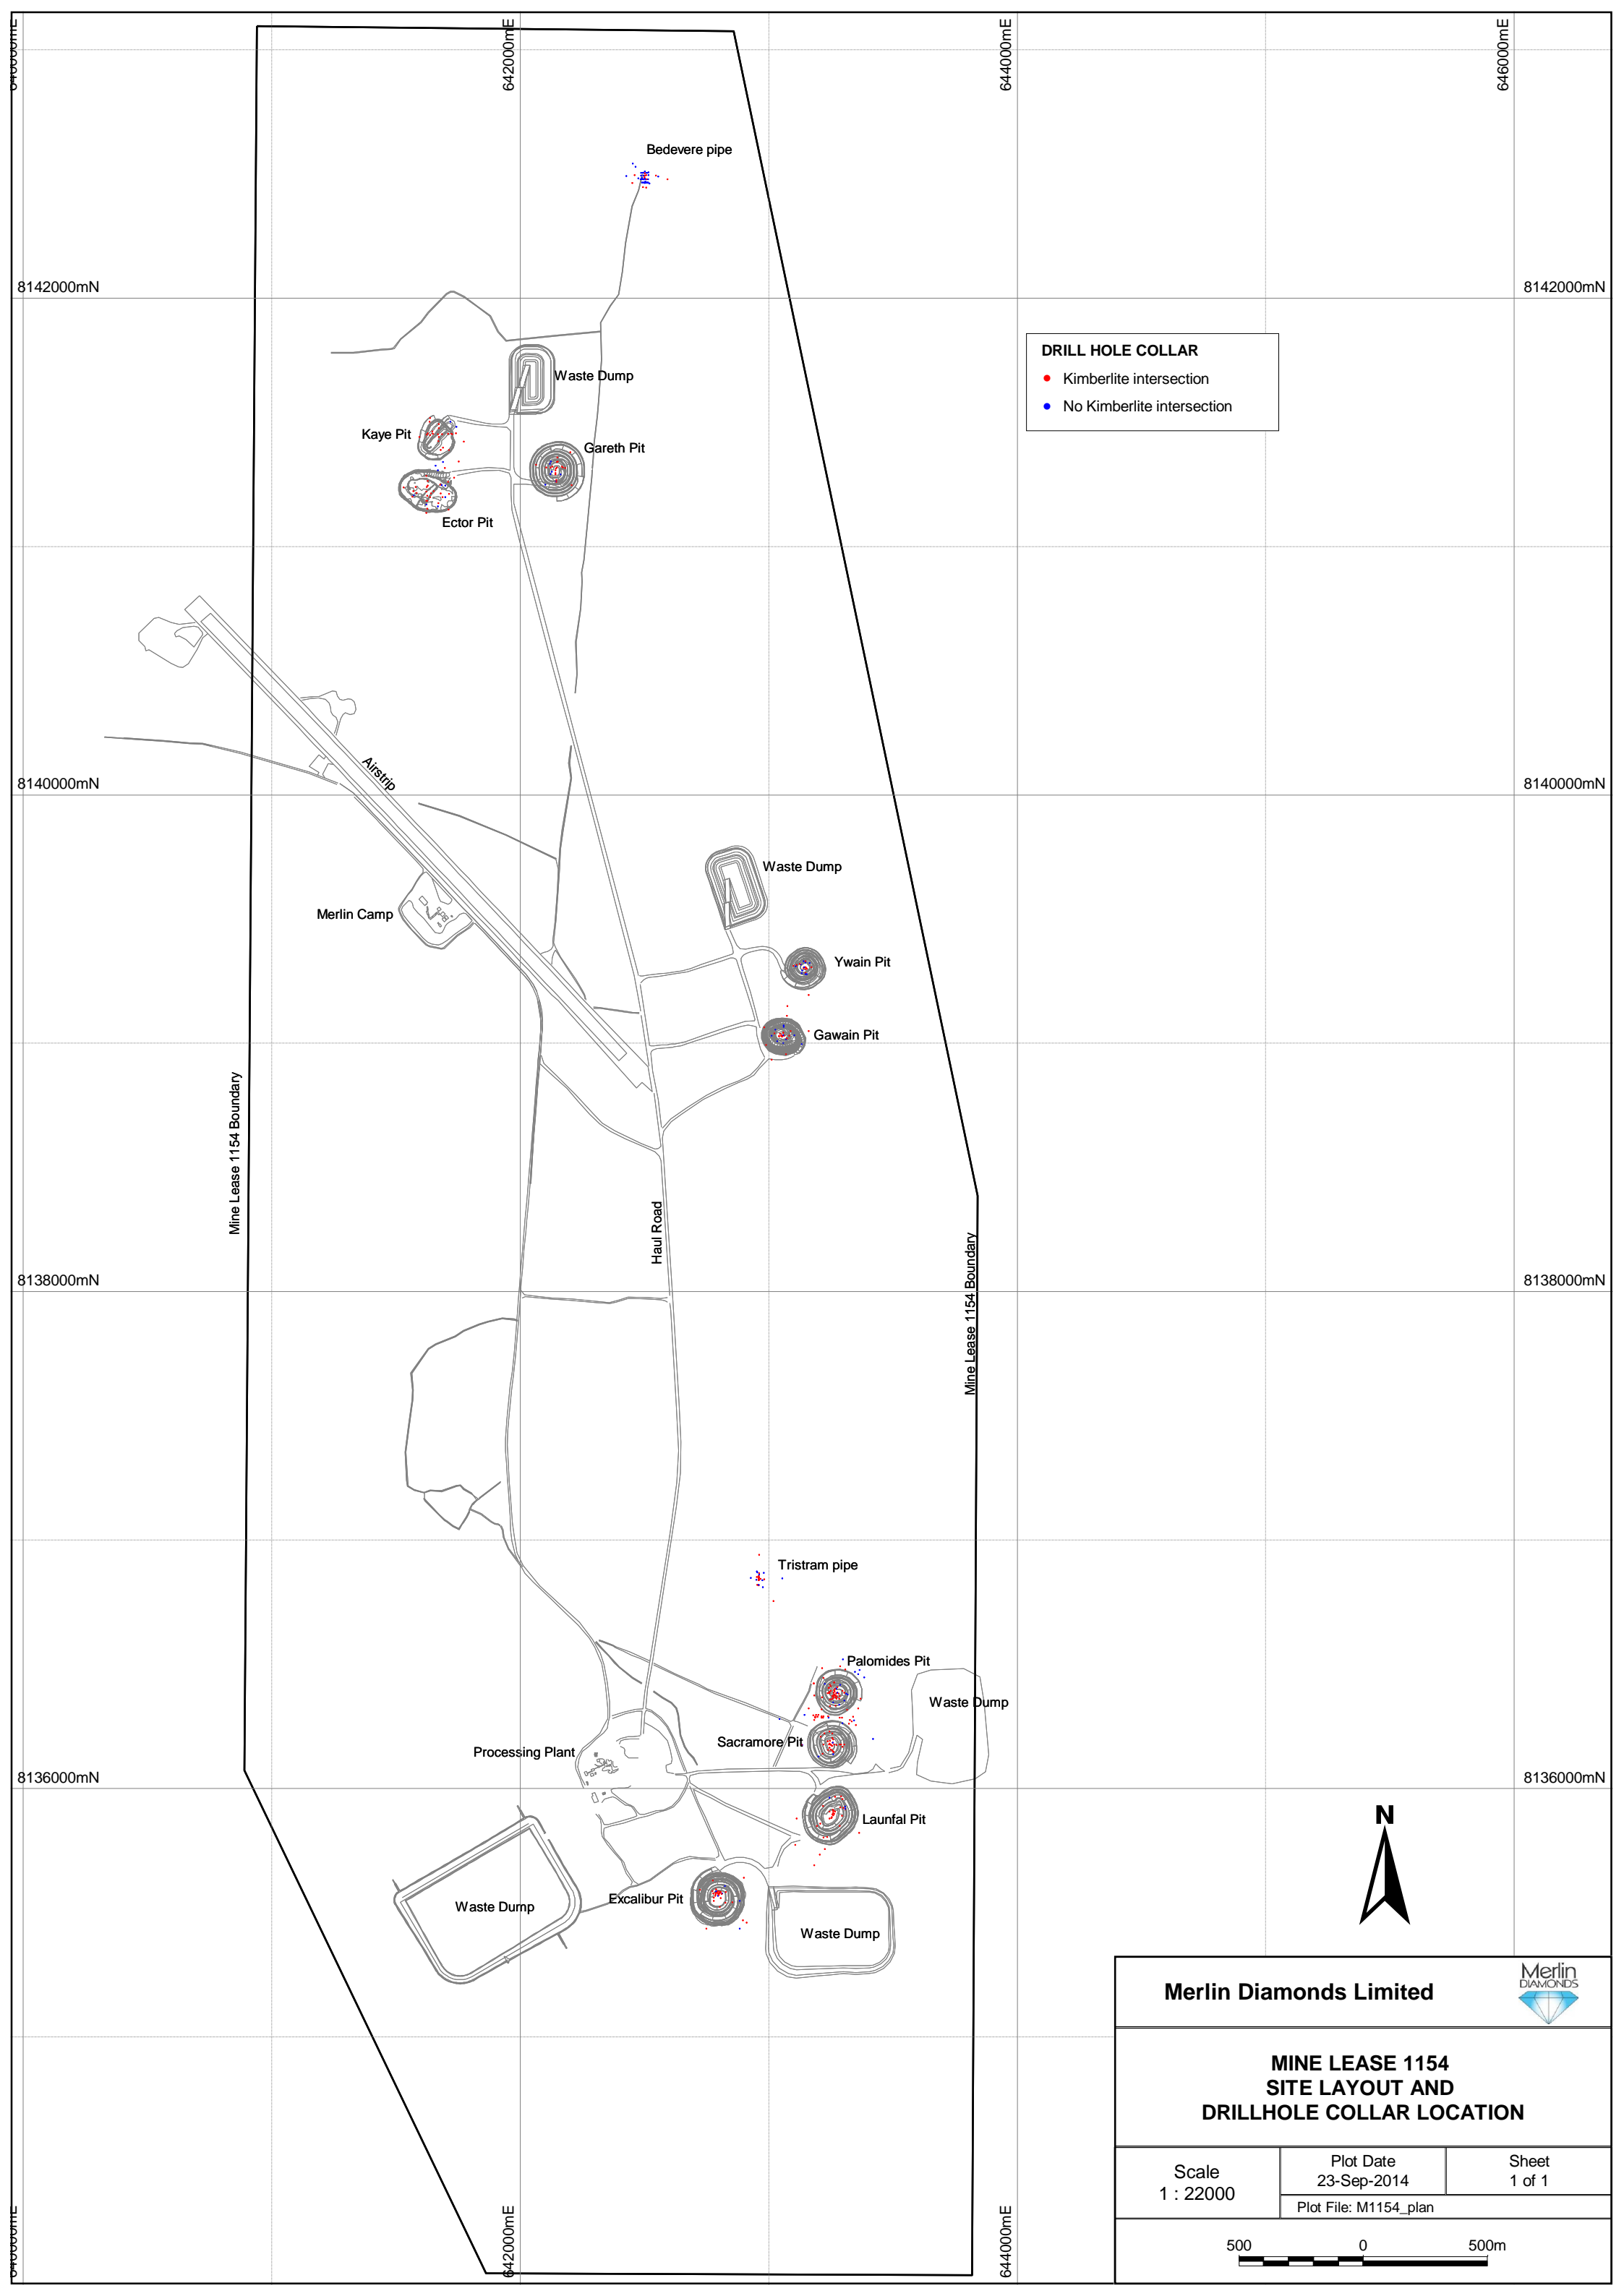 640000mE
642000mE
644000mE
646000mE
Bedevere pipe
8142000mN
8142000mN
DRILL HOLE COLLAR
Kimberlite intersection
No Kimberlite intersection
Waste Dump
Kaye Pit
Gareth Pit
Ector Pit
Airstrip
8140000mN
8140000mN
Waste Dump
Merlin Camp
Ywain Pit
Gawain Pit
Mine Lease 1154 Boundary
Haul Road
Mine Lease 1154 Boundary
8138000mN
8138000mN
Tristram pipe
Palomides Pit
Waste Dump
Sacramore Pit
Processing Plant
8136000mN
8136000mN
Launfal Pit
N
Excalibur Pit
Waste Dump
Waste Dump
Merlin Diamonds Limited
Merlin
DIAMONDS
MINE LEASE 1154
SITE LAYOUT AND
DRILLHOLE COLLAR LOCATION
Scale
1 : 22000
Plot Date
23-Sep-2014
Sheet
1 of 1
Plot File: M1154_plan
500 0 500m
640000mE
642000mE
644000mE